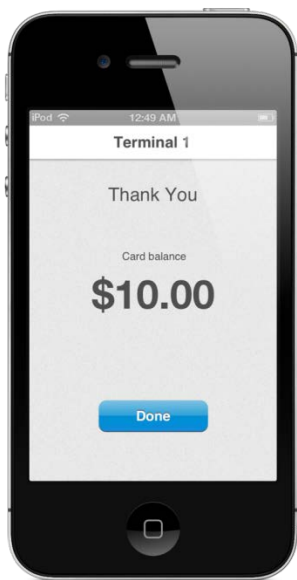 iPod 12:49 AM
Terminal 1
Thank You
Card balance
$10.00
Done